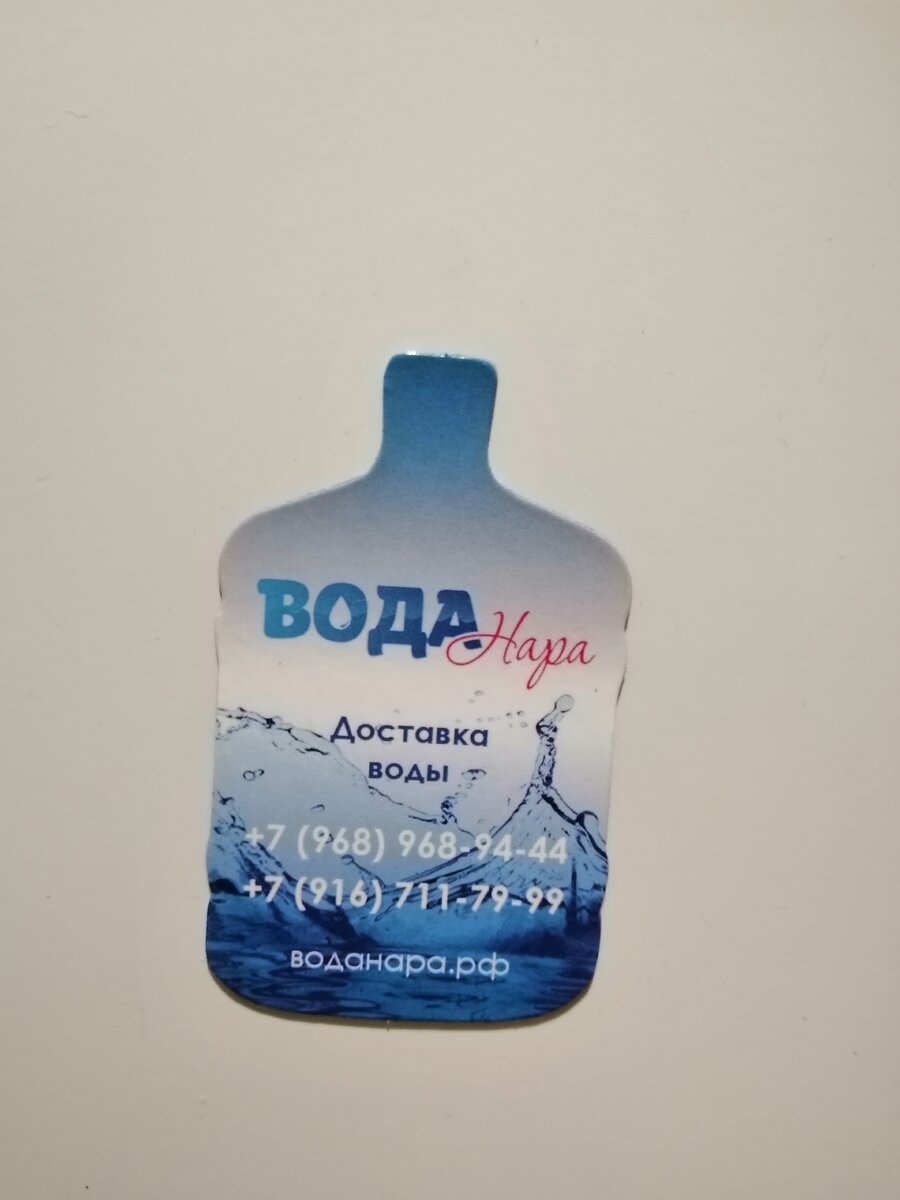 ВОДА Нара
Доставка
воды
+7 (968) 968-94-44
+7 (916) 711-79-99
воданара.рф